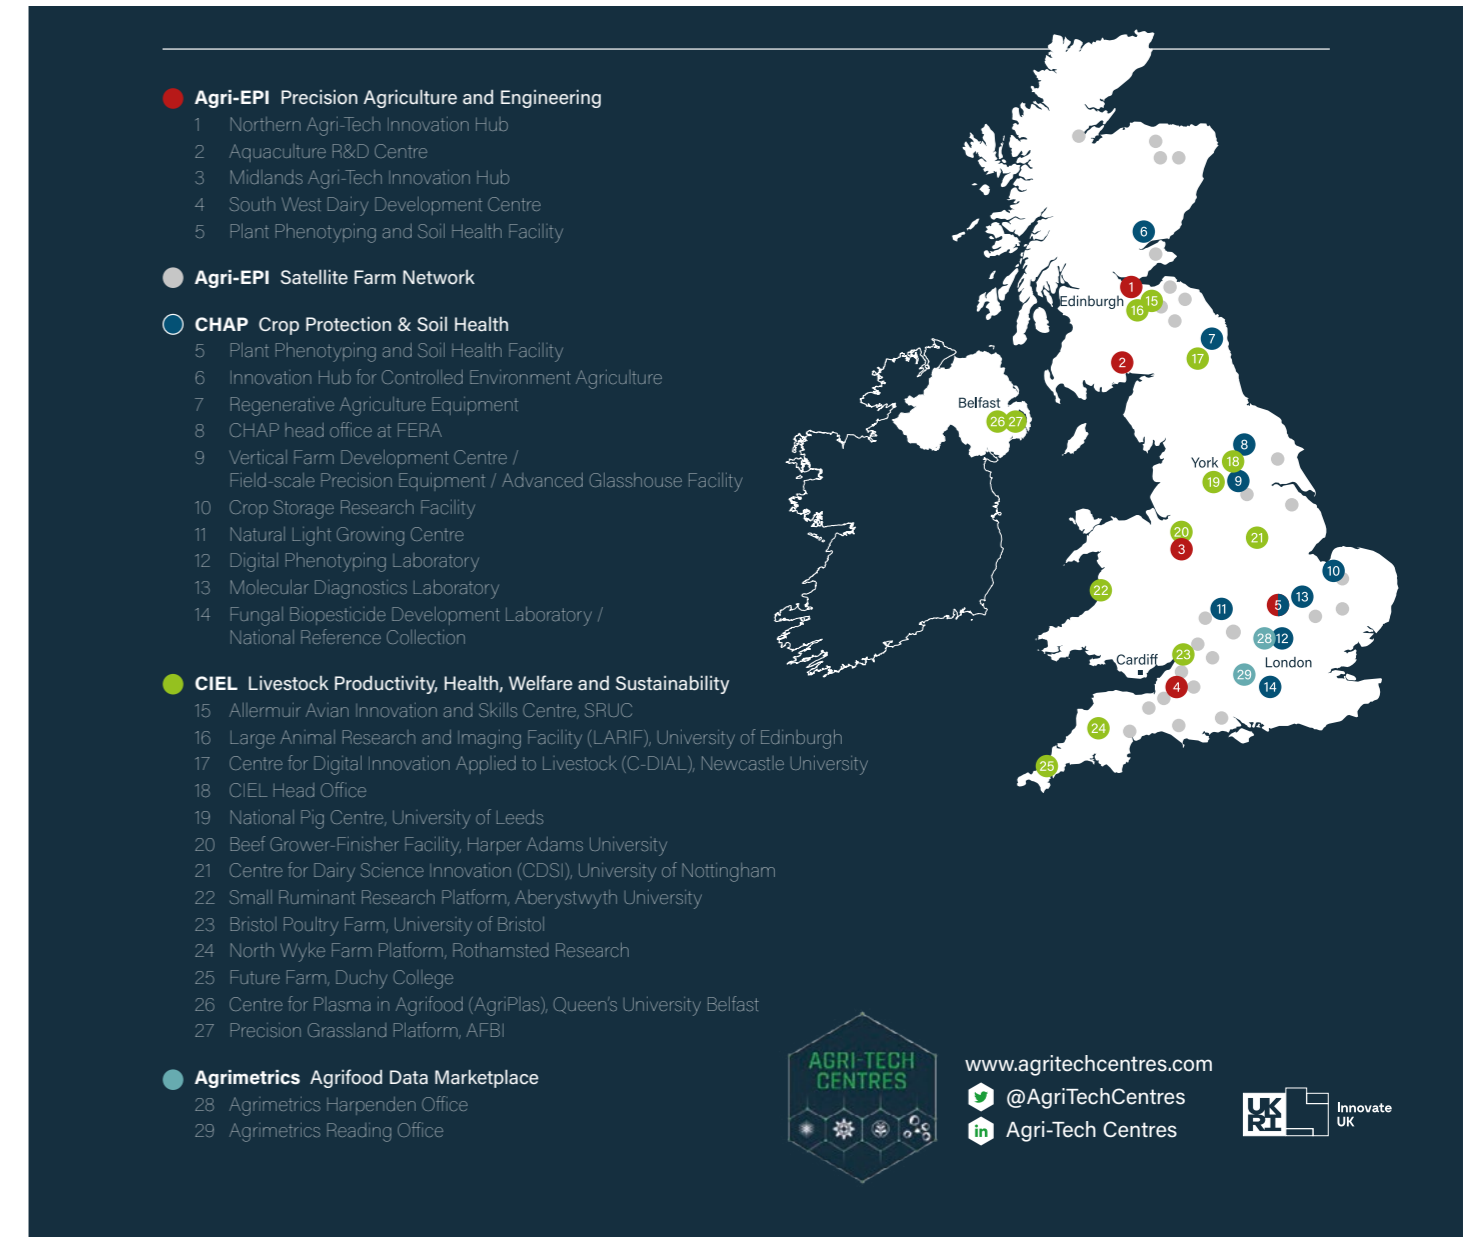 Agri-EPI Precision Agriculture and Engineering
1 Northern Agri-Tech Innovation Hub
2 Aquaculture R&D Centre
3 Midlands Agri-Tech Innovation Hub
4 South West Dairy Development Centre
5 Plant Phenotyping and Soil Health Facility
Agri-EPI Satellite Farm Network
CHAP Crop Protection & Soil Health
5 Plant Phenotyping and Soil Health Facility
6 Innovation Hub for Controlled Environment Agriculture
7 Regenerative Agriculture Equipment
8 CHAP head office at FERA
9 Vertical Farm Development Centre /
Field-scale Precision Equipment / Advanced Glasshouse Facility
10 Crop Storage Research Facility
11 Natural Light Growing Centre
12 Digital Phenotyping Laboratory
13 Molecular Diagnostics Laboratory
14 Fungal Biopesticide Development Laboratory /
National Reference Collection
CIEL Livestock Productivity, Health, Welfare and Sustainability
15 Allermuir Avian Innovation and Skills Centre, SRUC
16 Large Animal Research and Imaging Facility (LARIF), University of Edinburgh
17 Centre for Digital Innovation Applied to Livestock (C-DIAL), Newcastle University
18 CIEL Head Office
19 National Pig Centre, University of Leeds
20 Beef Grower-Finisher Facility, Harper Adams University
21 Centre for Dairy Science Innovation (CDSI), University of Nottingham
22 Small Ruminant Research Platform, Aberystwyth University
23 Bristol Poultry Farm, University of Bristol
24 North Wyke Farm Platform, Rothamsted Research
25 Future Farm, Duchy College
26 Centre for Plasma in Agrifood (AgriPlas), Queen's University Belfast
27 Precision Grassland Platform, AFBI
Agrimetrics Agrifood Data Marketplace
28 Agrimetrics Harpenden Office
29 Agrimetrics Reading Office
6
1
Edinburgh 15
16
7
2
17
Belfast
26 27
8
York 18
19 9
20
3
21
10
22
13
5
11
28 12
23
Cardiff
London
29
4
14
24
25
AGRI-TECH
CENTRES
www.agritechcentres.com
@AgriTechCentres
in Agri-Tech Centres
UK
RI
Innovate
UK